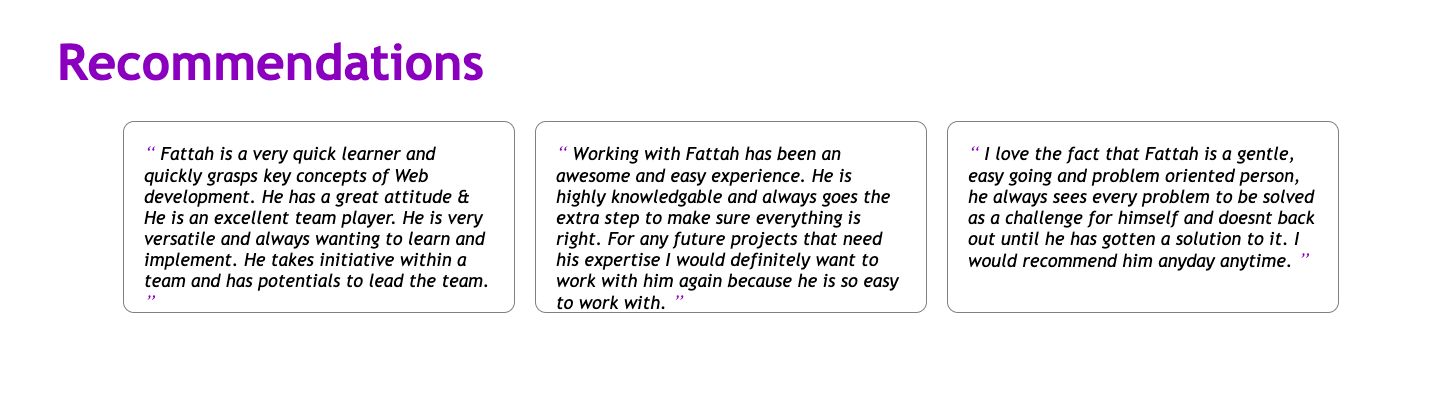 Recommendations
“ Fattah is a very quick learner and
quickly grasps key concepts of Web
development. He has a great attitude &
He is an excellent team player. He is very
versatile and always wanting to learn and
implement. He takes initiative within a
team and has potentials to lead the team.
”
“ Working with Fattah has been an
awesome and easy experience. He is
highly knowledgable and always goes the
extra step to make sure everything is
right. For any future projects that need
his expertise I would definitely want to
work with him again because he is so easy
to work with. ”
“ I love the fact that Fattah is a gentle,
easy going and problem oriented person,
he always sees every problem to be solved
as a challenge for himself and doesnt back
out until he has gotten a solution to it. I
would recommend him anyday anytime. ”